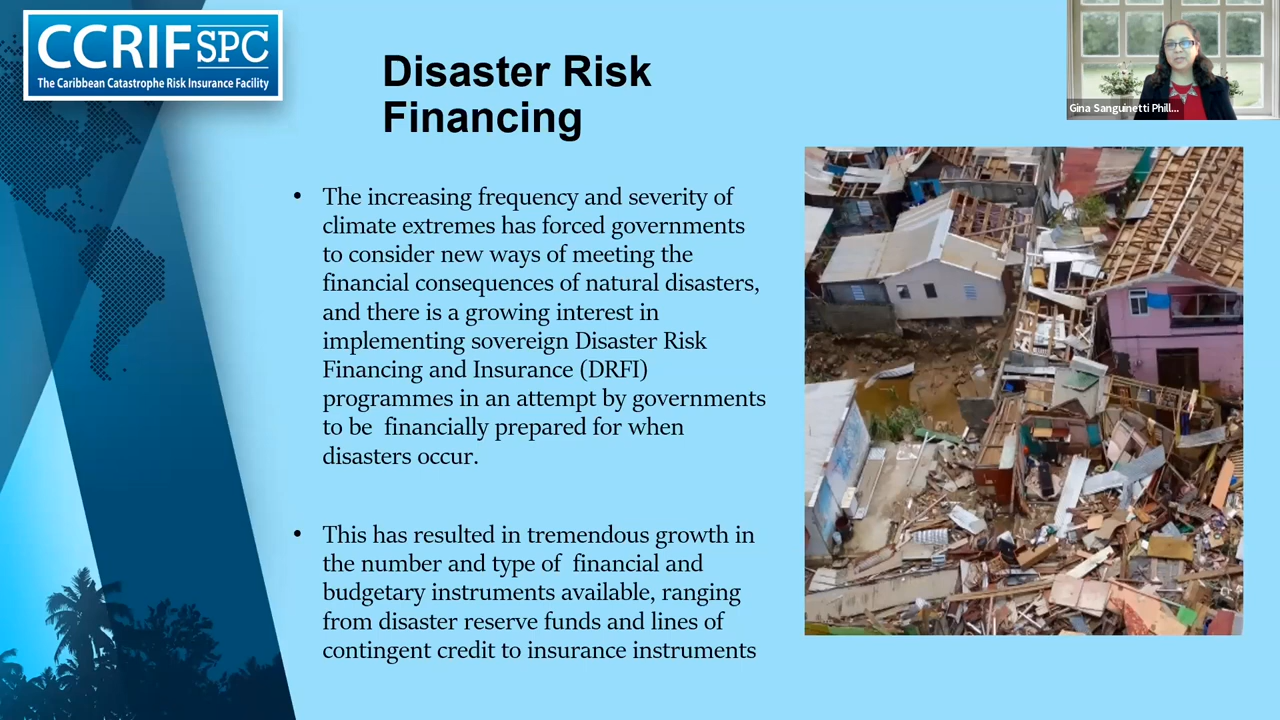 CCRIF SPC
The Caribbean Catastrophe Risk Insurance Facility
Disaster Risk
Financing
Gina Sanguinetti Phill...
• The increasing frequency and severity of
climate extremes has forced governments
to consider new ways of meeting the
financial consequences of natural disasters,
and there is a growing interest in
implementing sovereign Disaster Risk
Financing and Insurance (DRFI)
programmes in an attempt by governments
to be  financially prepared for when
disasters occur.
• This has resulted in tremendous growth in
the number and type of  financial and
budgetary instruments available, ranging
from disaster reserve funds and lines of
contingent credit to insurance instruments